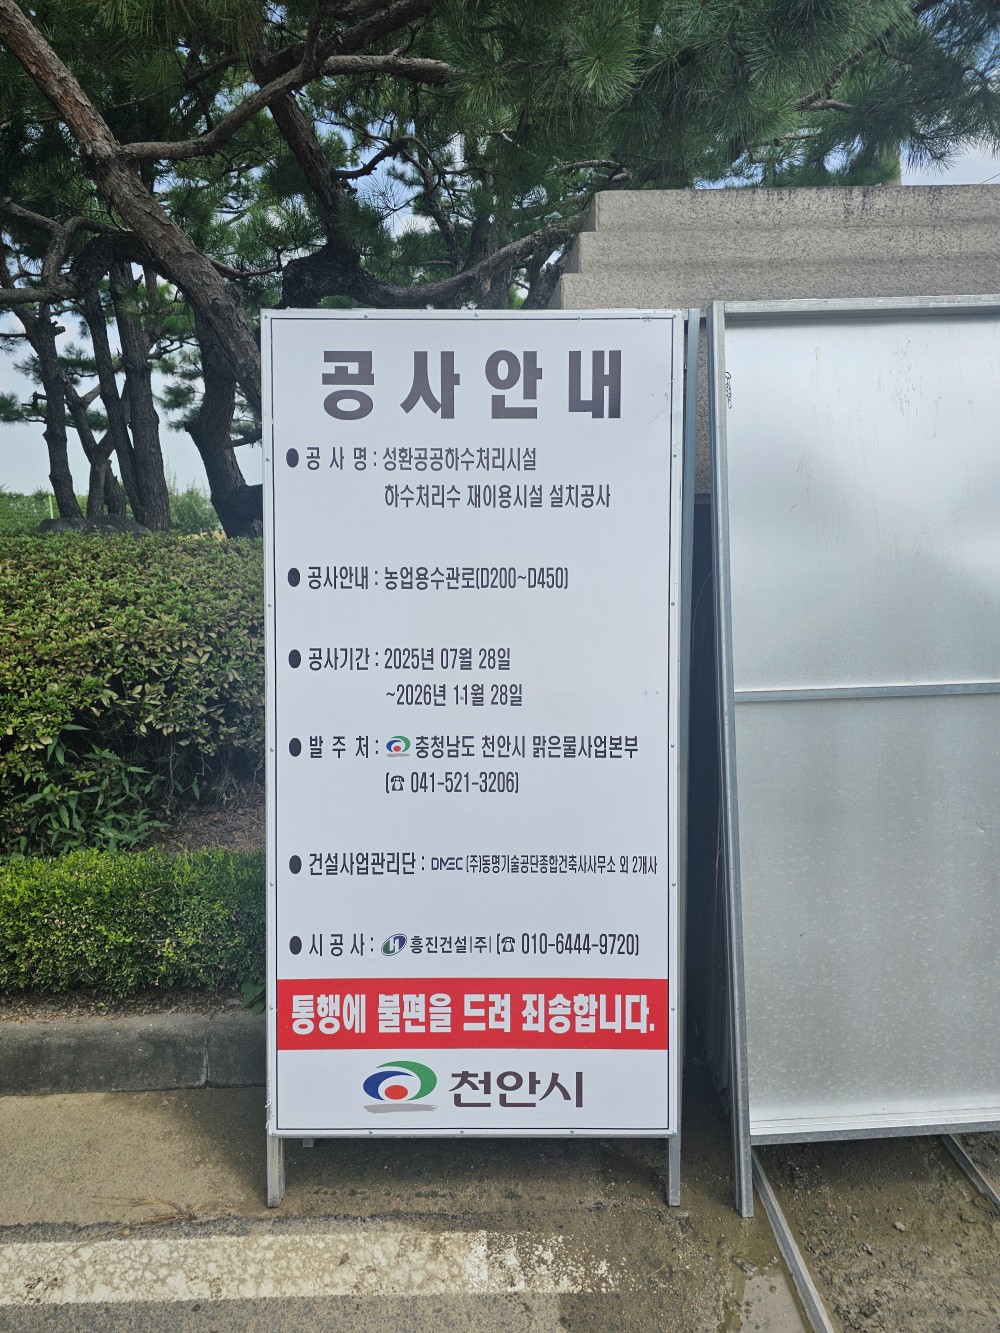 공사안내
● 공 사 명 : 성환공공하수처리시설
하수처리수 재이용시설 설치공사
● 공사안내 : 농업용수관로(D200~D450)
● 공사기간 : 2025년 07월 28일
~2026년 11월 28일
● 발 주 처 : 충청남도 천안시 맑은물사업본부
(☎ 041-521-3206)
● 건설사업관리단 : DMEC (주)동명기술공단종합건축사사무소 외 2개사
● 시 공 사 : 흥진건설(주) (☎ 010-6444-9720)
통행에 불편을 드려 죄송합니다.
천안시